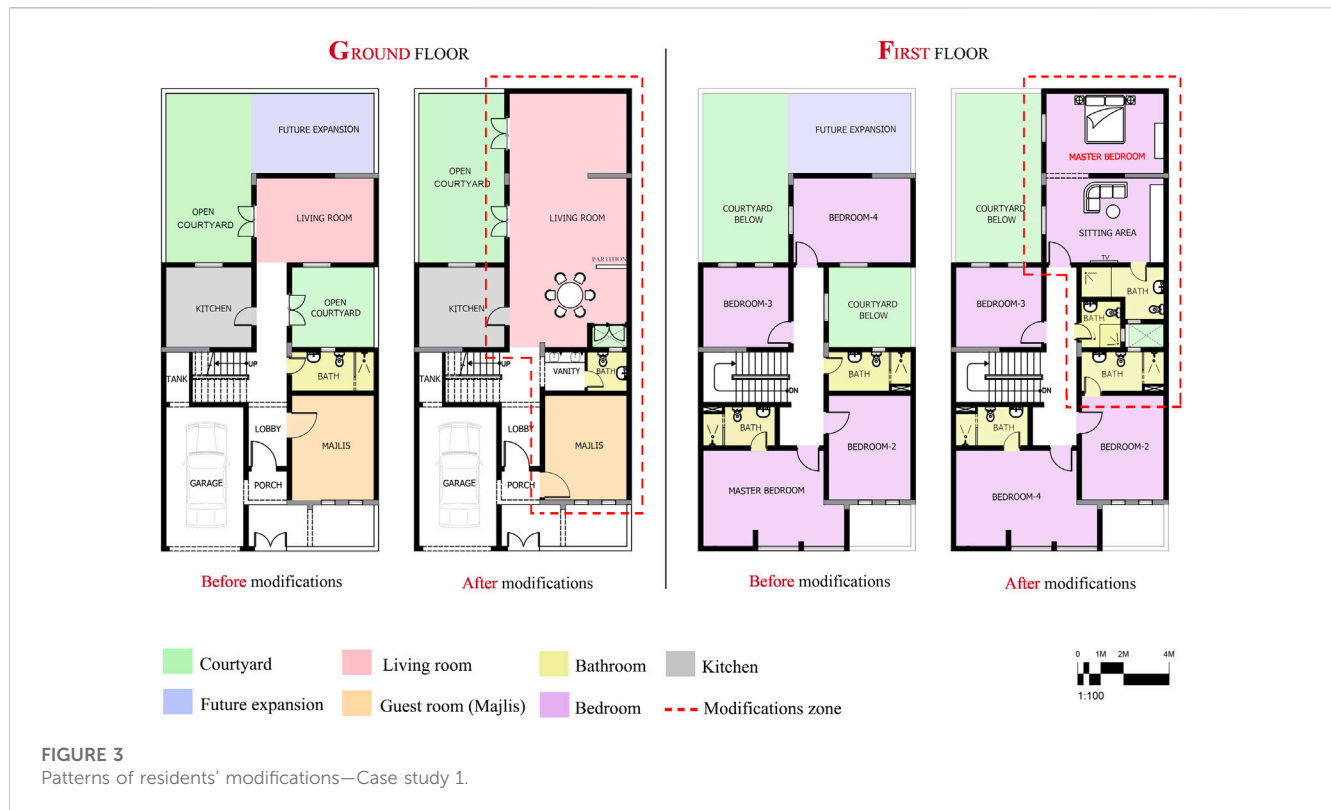 GROUND FLOOR
FIRST FLOOR
FUTURE EXPANSION
OPEN
COURTYARD
LIVING ROOM
KITCHEN
OPEN
COURTYARD
TANK
UP
BATH
LOBBY
MAJLIS
GARAGE
PORCH
Before modifications
OPEN
COURTYARD
LIVING ROOM
PARTITION
KITCHEN
TANK
UP
VANITY
BATH
LOBBY
MAJLIS
GARAGE
PORCH
After modifications
FUTURE EXPANSION
COURTYARD
BELOW
BEDROOM-4
BEDROOM-3
COURTYARD
BELOW
BATH
DN
BATH
BEDROOM-2
MASTER BEDROOM
Before modifications
MASTER BEDROOM
COURTYARD
BELOW
SITTING AREA
TV
BEDROOM-3
BATH
BATH
BATH
DN
BATH
BEDROOM-2
BEDROOM-4
After modifications
Courtyard
Living room
Bathroom
Kitchen
Future expansion
Guest room (Majlis)
Bedroom
Modifications zone
0 1M 2M 4M
1:100
FIGURE 3
Patterns of residents’ modifications—Case study 1.